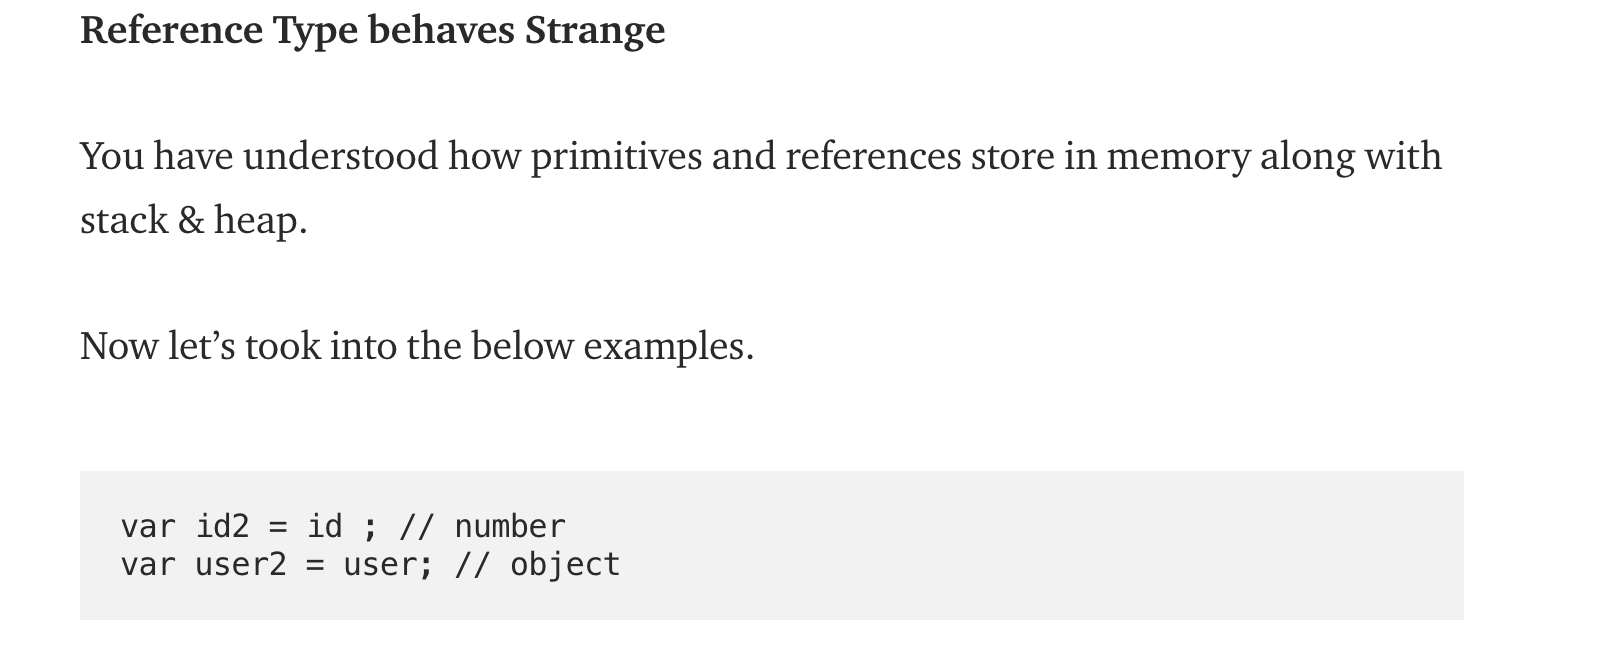 Reference Type behaves Strange
You have understood how primitives and references store in memory along with
stack & heap.
Now let’s took into the below examples.
var id2 = id ; // number
var user2 = user; // object